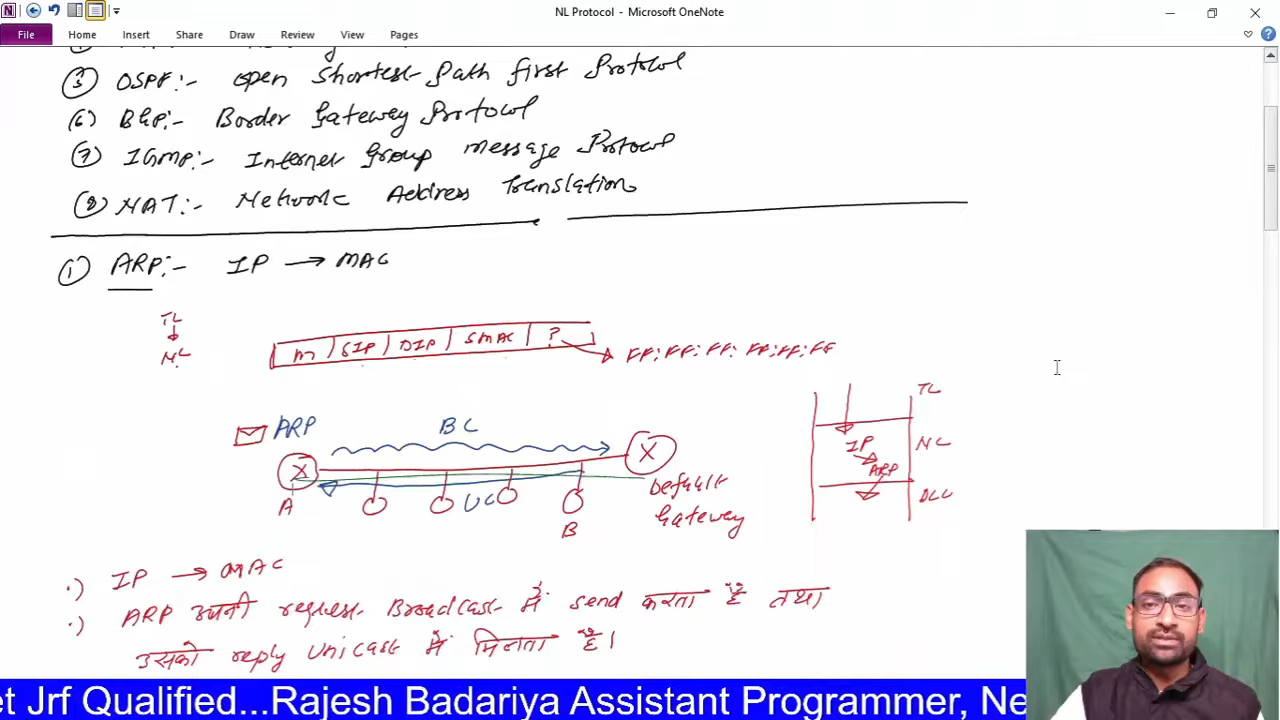 NL Protocol - Microsoft OneNote
File Home Insert Share Draw Review View Pages
⑤ OSPF:- open shortest Path first Protocol
⑥ BGP:- Border Gateway Protocol
⑦ IGMP:- Internet Group message Protocol
⑧ NAT:- Network Address Translation
① ARP:- IP → MAC
TL
↓
NL
m | SIP | DIP | SMAC | ? → FF:FF:FF:FF:FF:FF
TL
ARP BC
IP NL
ARP
A UC B Default Gateway
DLL
.) IP → MAC
.) ARP अपनी request Broadcast में send करता है तथा
उसको reply Unicast में मिलता है।
et Jrf Qualified...Rajesh Badariya Assistant Programmer, Ne